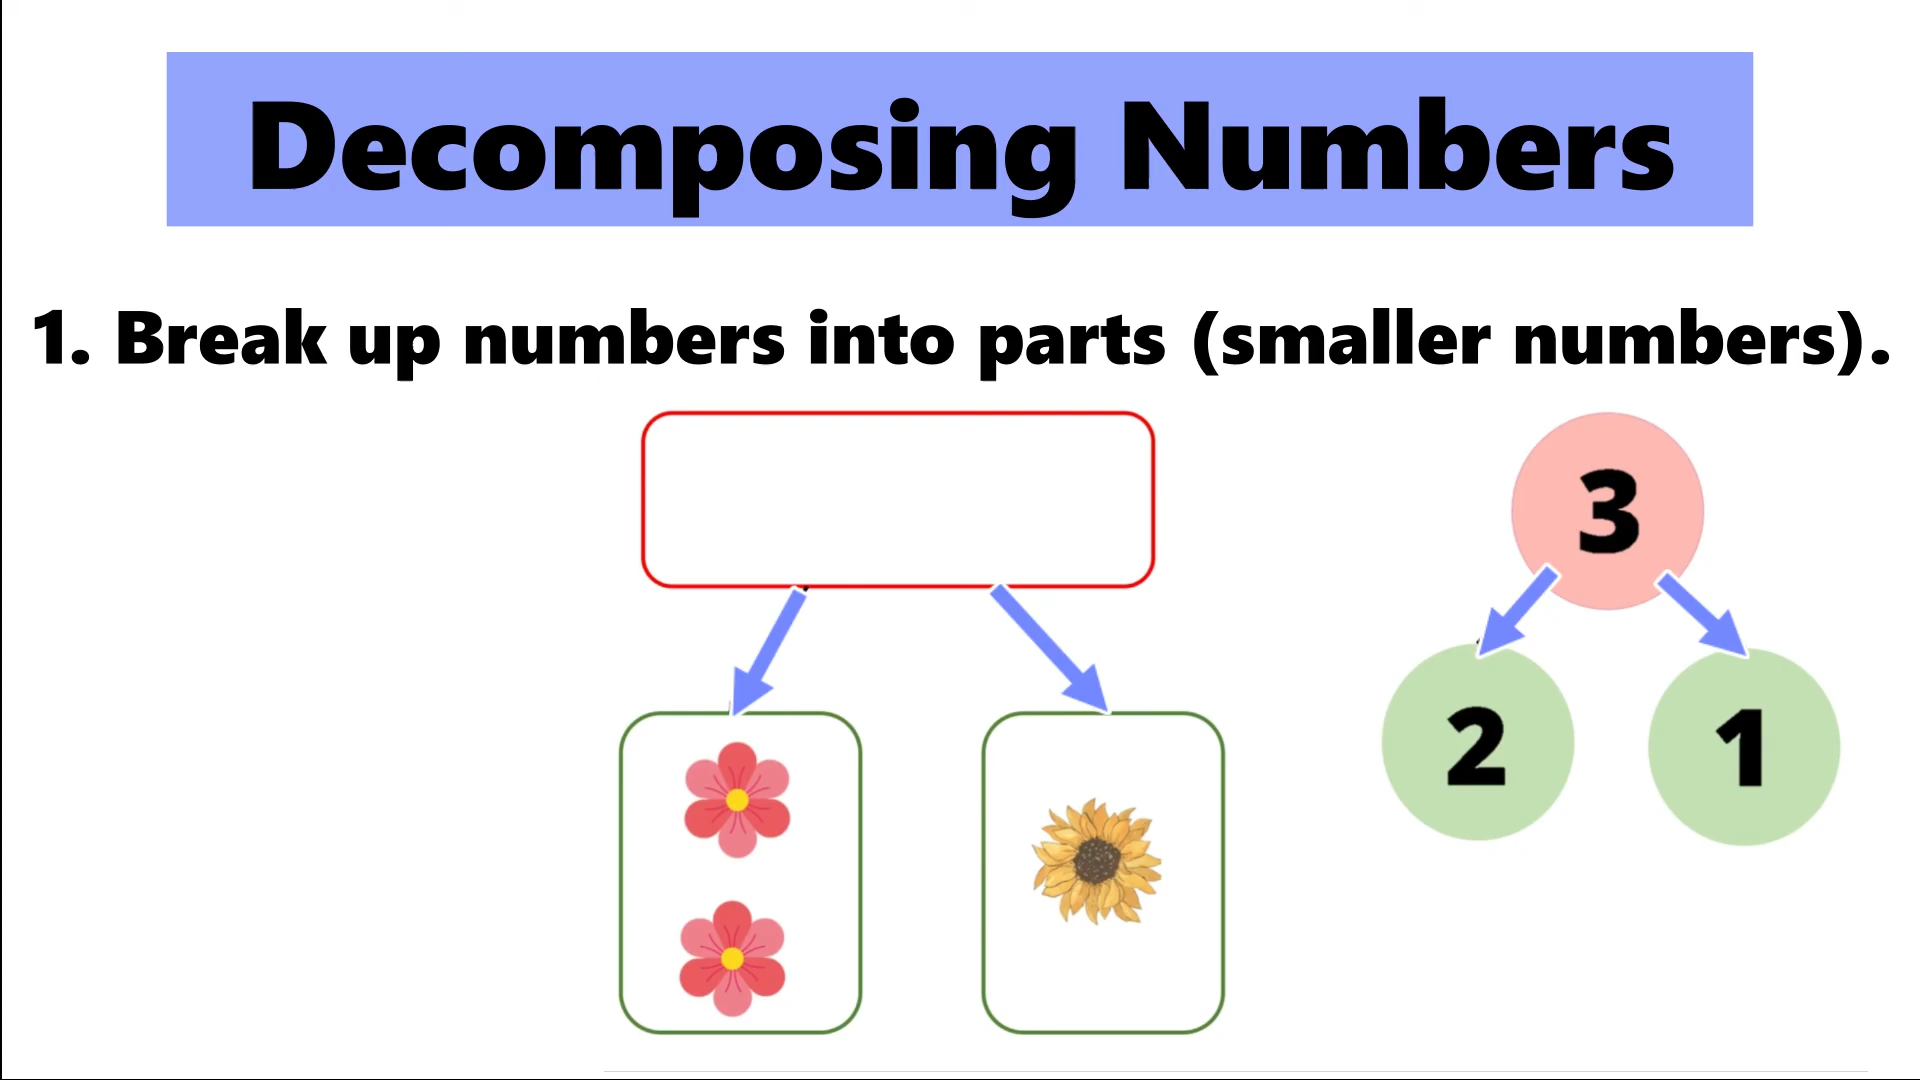 Decomposing Numbers
1. Break up numbers into parts (smaller numbers).
3
2
1